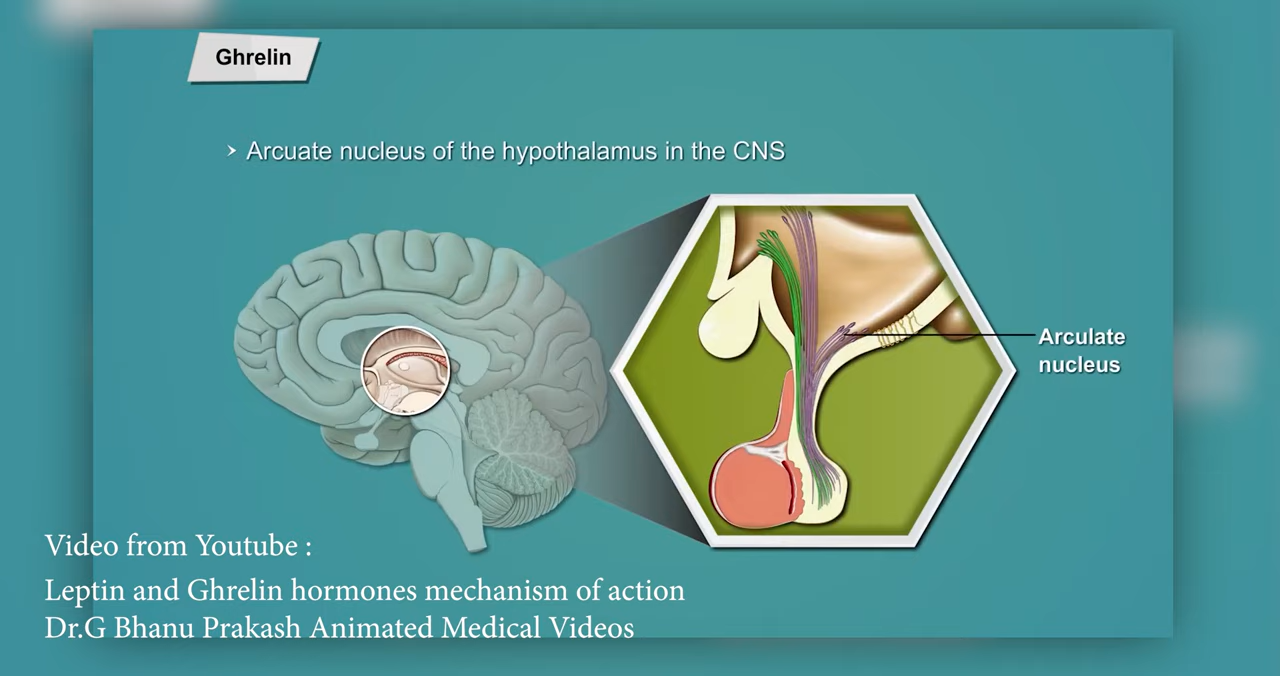 Ghrelin
Arcuate nucleus of the hypothalamus in the CNS
Arculate
nucleus
Video from Youtube :
Leptin and Ghrelin hormones mechanism of action
Dr.G Bhanu Prakash Animated Medical Videos